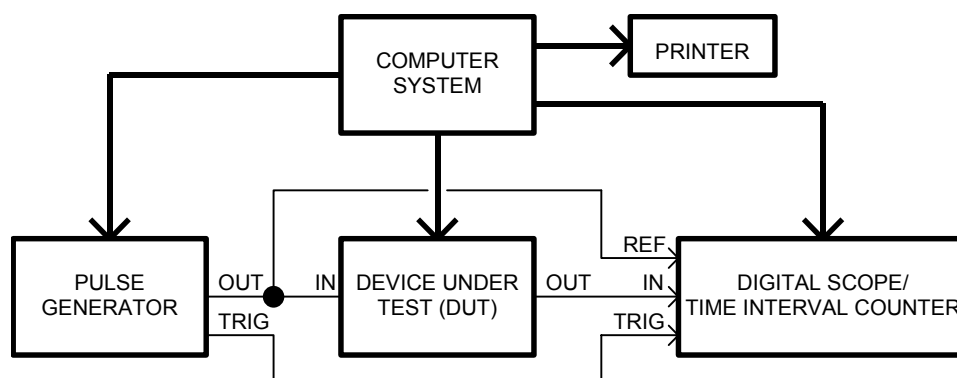 COMPUTER
SYSTEM
PRINTER
REF
PULSE
GENERATOR
OUT
IN
DEVICE UNDER
TEST (DUT)
OUT
IN
DIGITAL SCOPE/
TIME INTERVAL COUNTER
TRIG
TRIG